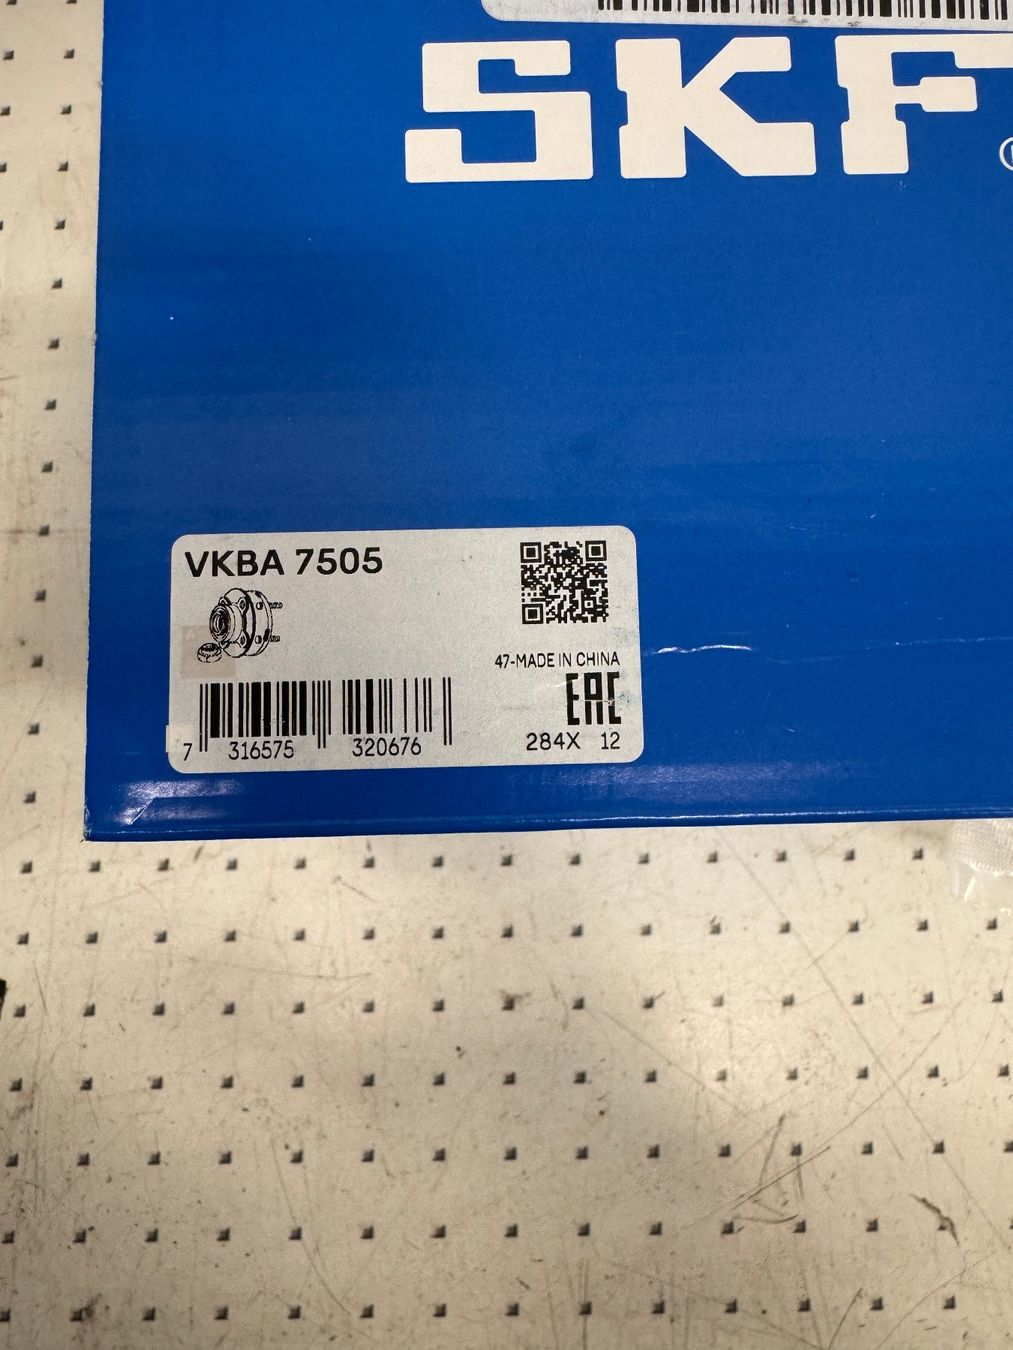 SKF
VKBA 7505
47-MADE IN CHINA
EAC
7 316575 320676
284X 12